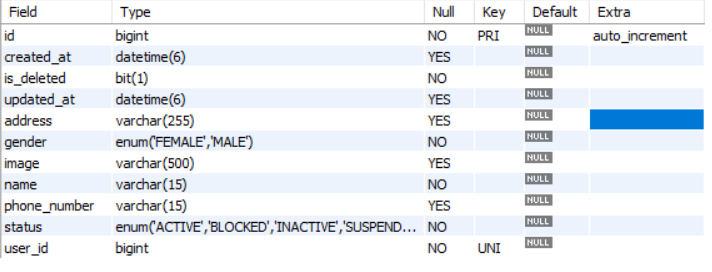 Field Type Null Key Default Extra
id bigint NO PRI NULL auto_increment
created_at datetime(6) YES NULL
is_deleted bit(1) NO NULL
updated_at datetime(6) YES NULL
address varchar(255) YES NULL
gender enum('FEMALE','MALE') NO NULL
image varchar(500) YES NULL
name varchar(15) NO NULL
phone_number varchar(15) YES NULL
status enum('ACTIVE','BLOCKED','INACTIVE','SUSPEND... NO NULL
user_id bigint NO UNI NULL